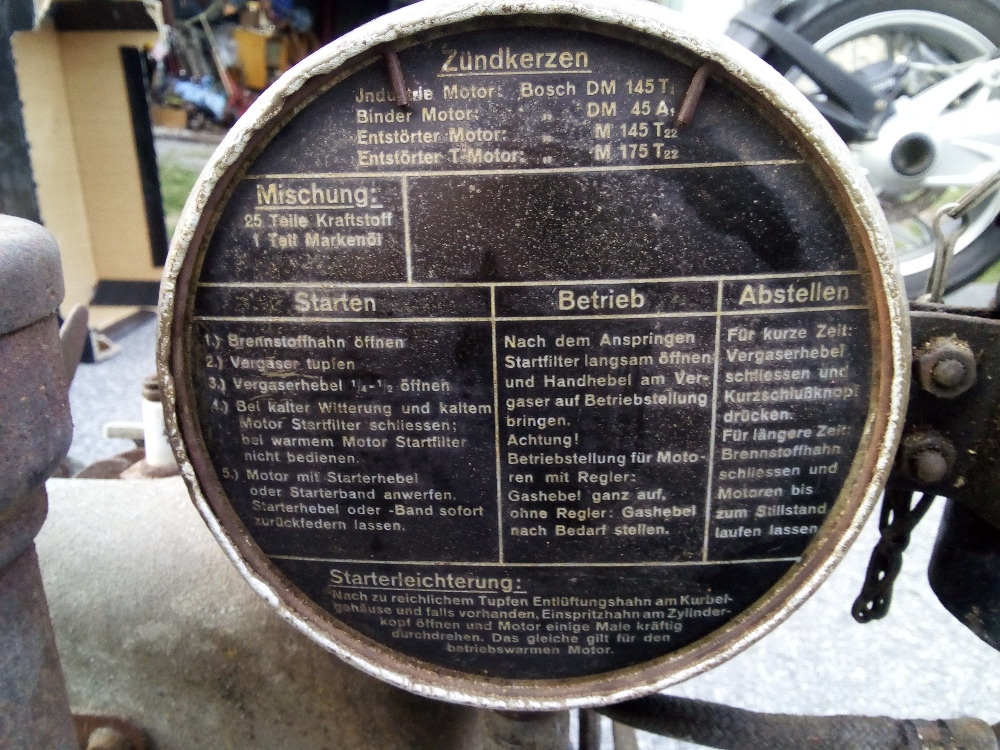 Zündkerzen
Industrie Motor: Bosch DM 145 T1
Binder Motor: „ DM 45 A1
Entstörter Motor: „ M 145 T22
Entstörter T-Motor: „ M 175 T22
Mischung:
25 Teile Kraftstoff
1 Teil Markenöl
Starten
1.) Brennstoffhahn öffnen
2.) Vergaser tupfen
3.) Vergaserhebel 1/4-1/2 öffnen
4.) Bei kalter Witterung und kaltem
Motor Startfilter schliessen;
bei warmem Motor Startfilter
nicht bedienen.
5.) Motor mit Starterhebel
oder Starterband anwerfen.
Starterhebel oder -Band sofort
zurückfedern lassen.
Betrieb
Nach dem Anspringen
Startfilter langsam öffnen
und Handhebel am Ver-
gaser auf Betriebstellung
bringen.
Achtung!
Betriebstellung für Moto-
ren mit Regler:
Gashebel ganz auf,
ohne Regler: Gashebel
nach Bedarf stellen.
Abstellen
Für kurze Zeit:
Vergaserhebel
schliessen und
Kurzschlußknopf
drücken.
Für längere Zeit:
Brennstoffhahn
schliessen und
Motoren bis
zum Stillstand
laufen lassen.
Starterleichterung:
Nach zu reichlichem Tupfen Entlüftungshahn am Kurbel-
gehäuse und falls vorhanden, Einspritzhahn am Zylinder-
kopf öffnen und Motor einige Male kräftig
durchdrehen. Das gleiche gilt für den
betriebswarmen Motor.